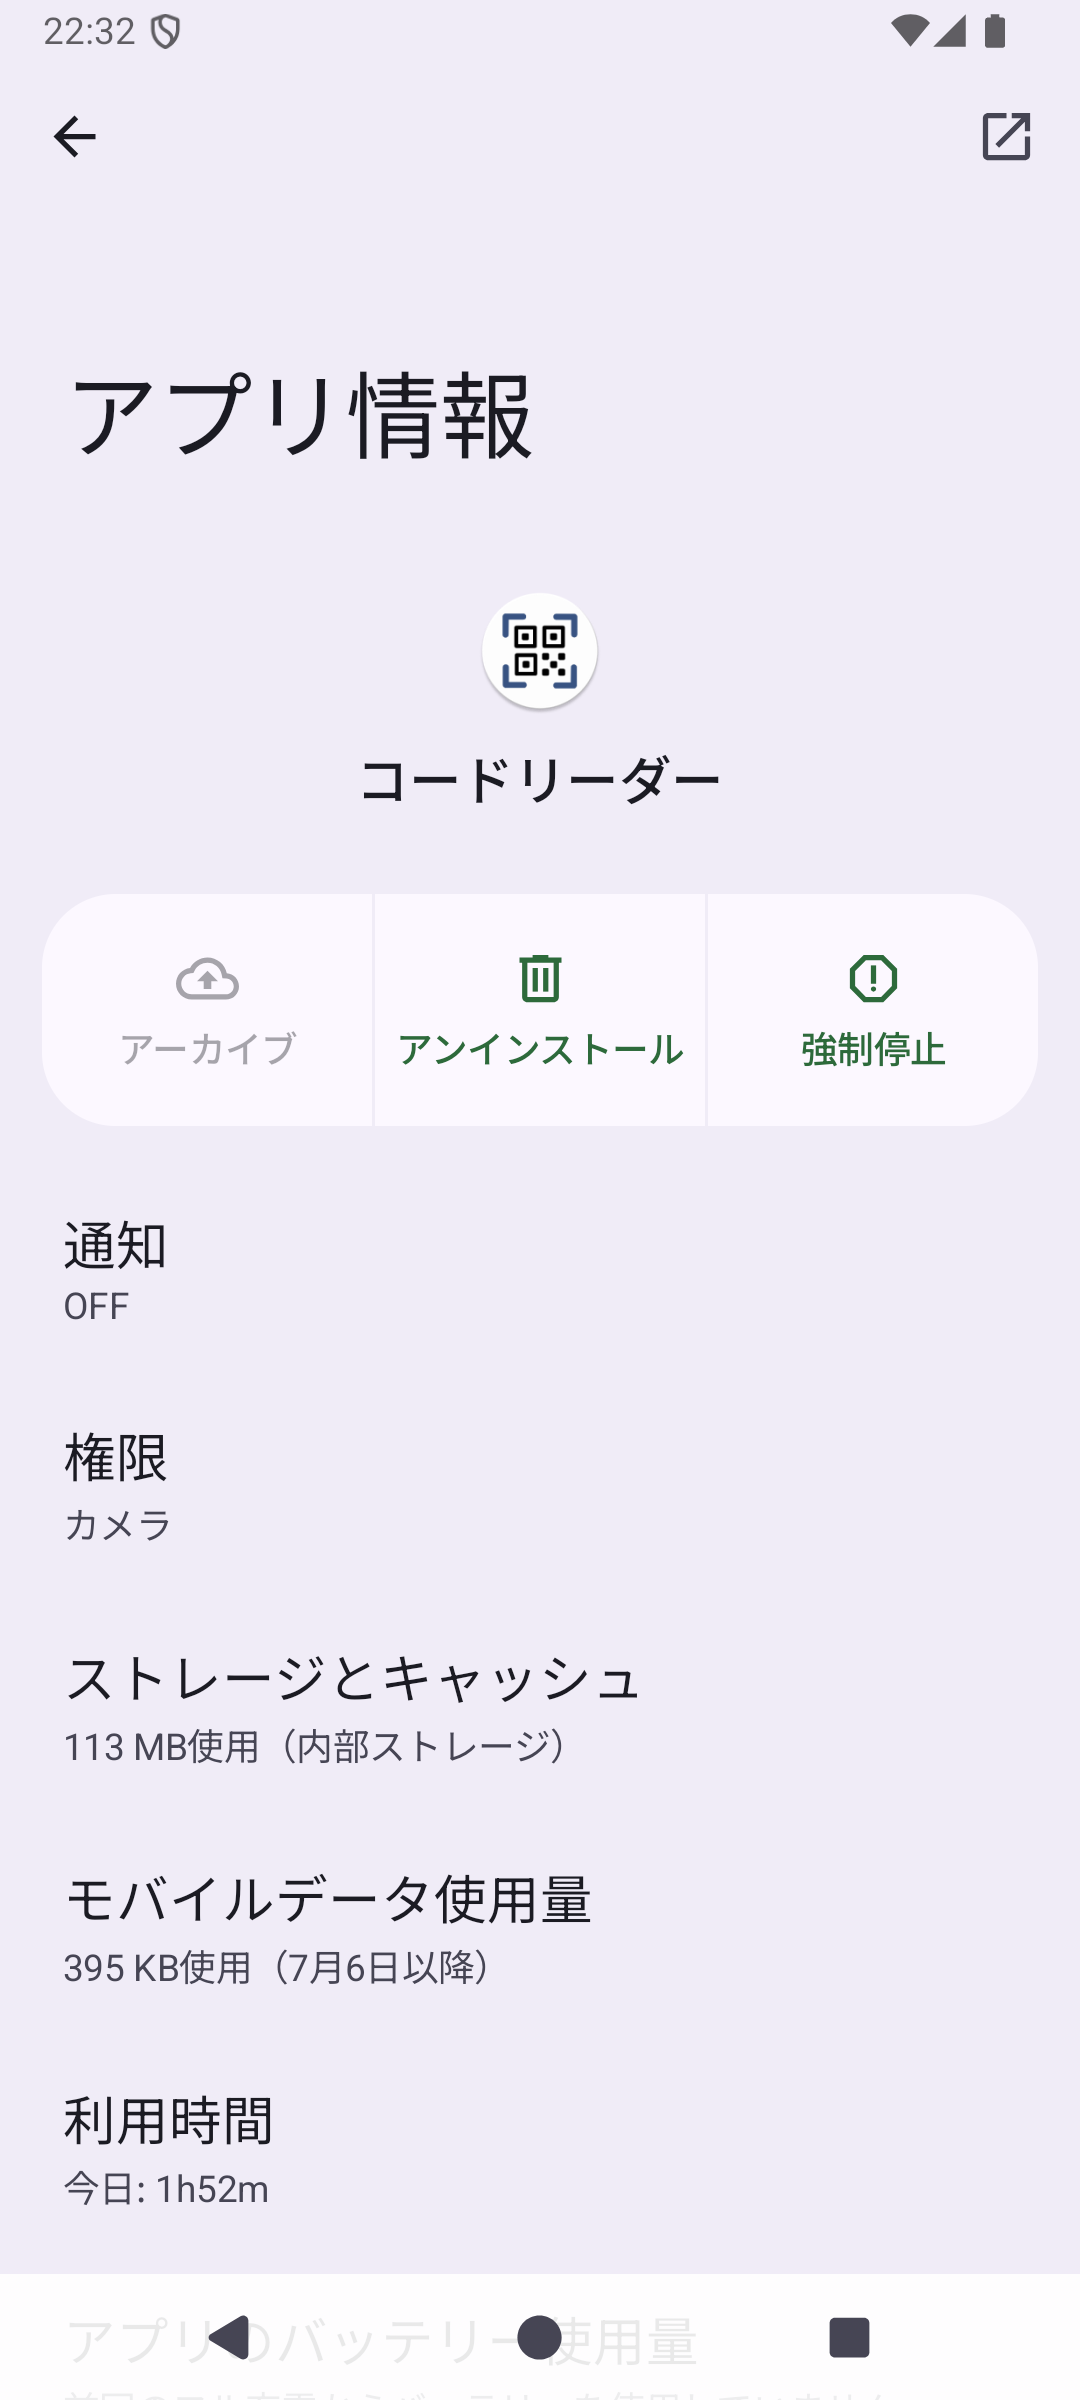 22:32
アプリ情報
コードリーダー
アーカイブ
アンインストール
強制停止
通知
OFF
権限
カメラ
ストレージとキャッシュ
113 MB使用（内部ストレージ）
モバイルデータ使用量
395 KB使用（7月6日以降）
利用時間
今日: 1h52m
アプリのバッテリー使用量